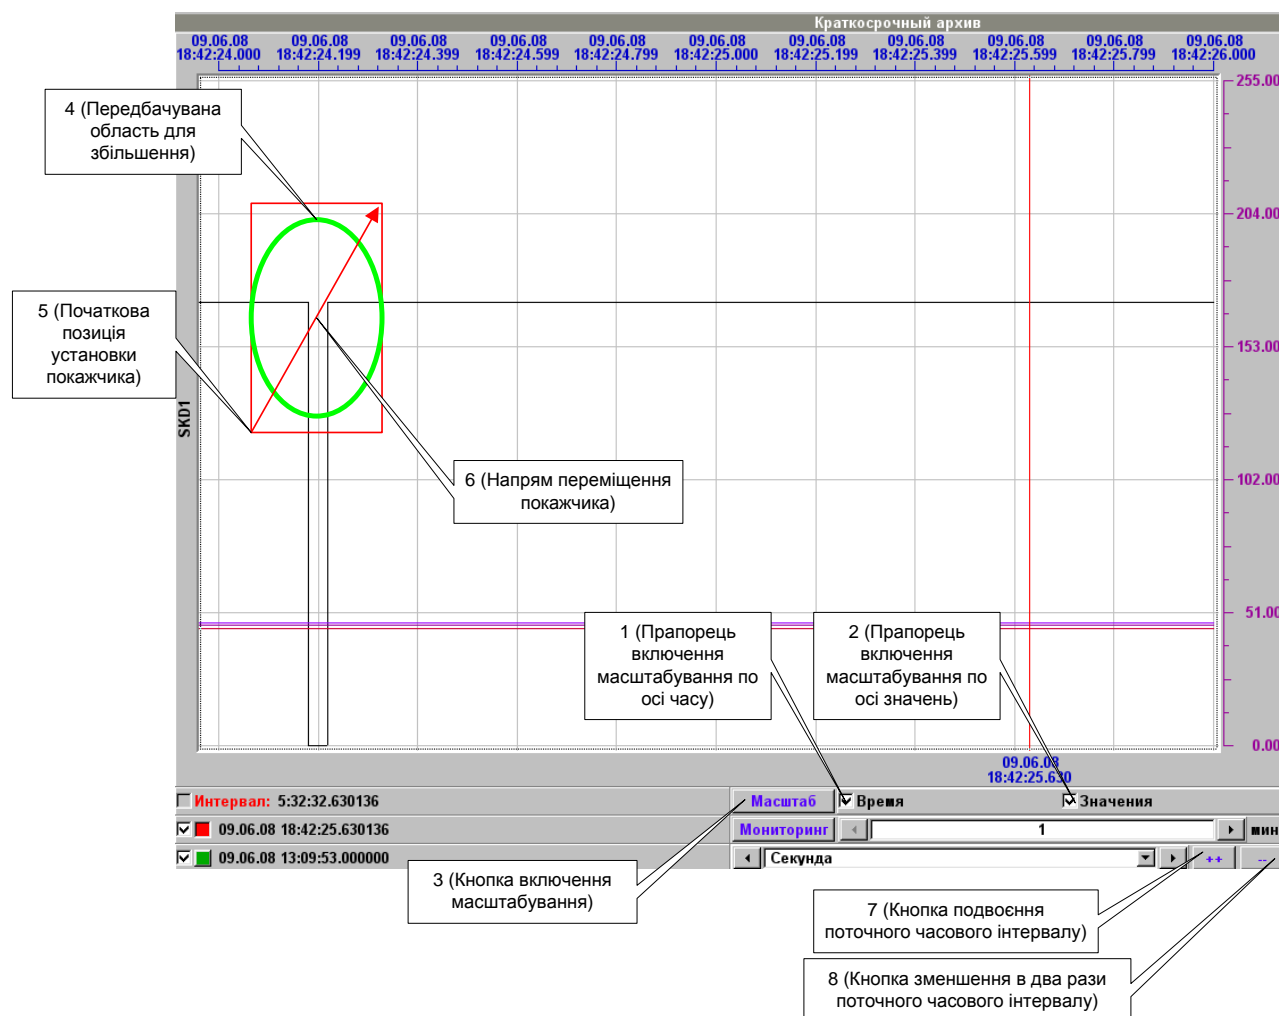 Краткосрочный архив
09.06.08 09.06.08 09.06.08 09.06.08 09.06.08 09.06.08 09.06.08 09.06.08 09.06.08 09.06.08 09.06.08
18:42:24.000 18:42:24.199 18:42:24.399 18:42:24.599 18:42:24.799 18:42:25.000 18:42:25.199 18:42:25.399 18:42:25.599 18:42:25.799 18:42:26.000
255.00
4 (Передбачувана
область для
збільшення)
204.00
5 (Початкова
позиція
установки
покажчика)
153.00
SKD1
6 (Напрям переміщення
покажчика)
102.00
51.00
1 (Прапорець
включення
масштабування по
осі часу)
2 (Прапорець
включення
масштабування по
осі значень)
0.00
09.06.08
18:42:25.630
Интервал: 5:32:32.630136
Масштаб Время Значения
09.06.08 18:42:25.630136
Мониторинг 1 мин
09.06.08 13:09:53.000000
Секунда ++ --
3 (Кнопка включення
масштабування)
7 (Кнопка подвоєння
поточного часового інтервалу)
8 (Кнопка зменшення в два рази
поточного часового інтервалу)